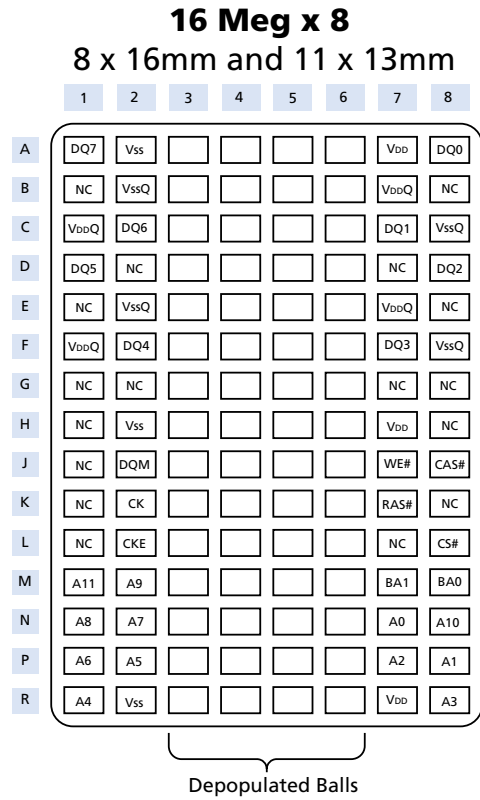 16 Meg x 8
8 x 16mm and 11 x 13mm
1 2 3 4 5 6 7 8
A DQ7 Vss VDD DQ0
B NC VssQ VDDQ NC
C VDDQ DQ6 DQ1 VssQ
D DQ5 NC NC DQ2
E NC VssQ VDDQ NC
F VDDQ DQ4 DQ3 VssQ
G NC NC NC NC
H NC Vss VDD NC
J NC DQM WE# CAS#
K NC CK RAS# NC
L NC CKE NC CS#
M A11 A9 BA1 BA0
N A8 A7 A0 A10
P A6 A5 A2 A1
R A4 Vss VDD A3
Depopulated Balls